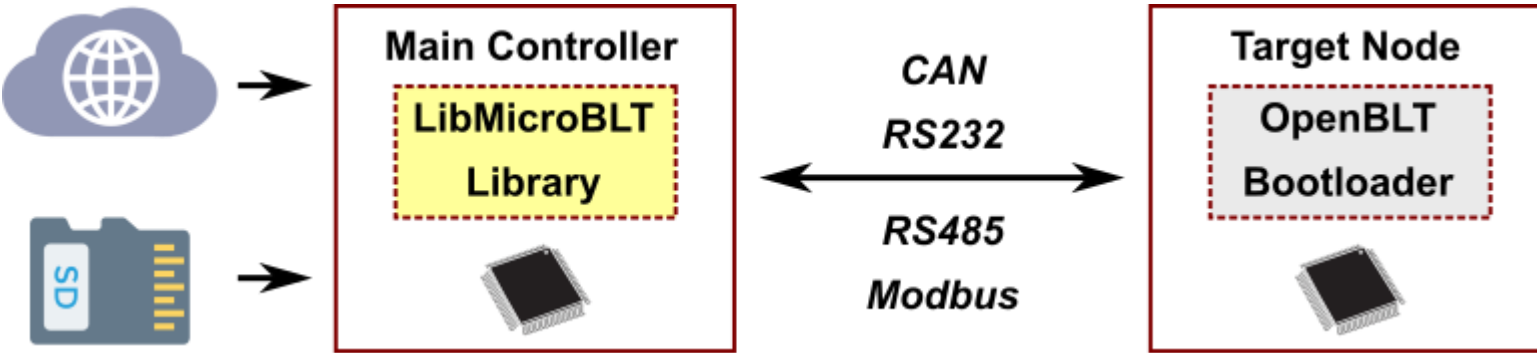 SD
Main Controller
LibMicroBLT
Library
CAN
RS232
RS485
Modbus
Target Node
OpenBLT
Bootloader